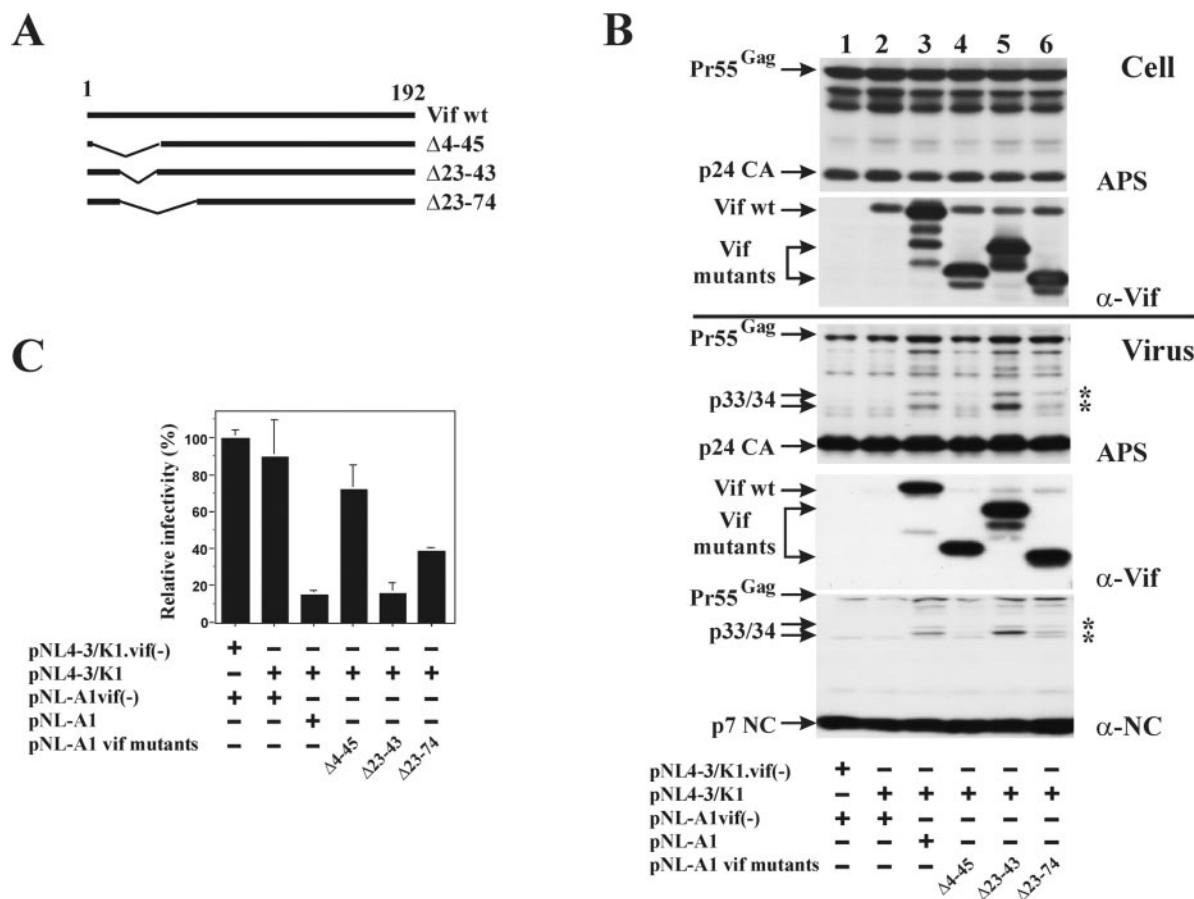 A
1 192
Vif wt
Δ4-45
Δ23-43
Δ23-74
B
1 2 3 4 5 6
Cell
Pr55Gag
p24 CA
APS
Vif wt
Vif
mutants
α-Vif
Virus
Pr55Gag
p33/34
*
*
p24 CA
APS
Vif wt
Vif
mutants
α-Vif
Pr55Gag
p33/34
*
*
p7 NC
α-NC
pNL4-3/K1.vif(-) + − − − − −
pNL4-3/K1 − + + + + +
pNL-A1vif(-) + + − − − −
pNL-A1 − − + − − −
pNL-A1 vif mutants − − − Δ4-45 Δ23-43 Δ23-74
C
Relative infectivity (%)
100
80
60
40
20
0
pNL4-3/K1.vif(-) + − − − − −
pNL4-3/K1 − + + + + +
pNL-A1vif(-) + + − − − −
pNL-A1 − − + − − −
pNL-A1 vif mutants − − − Δ4-45 Δ23-43 Δ23-74